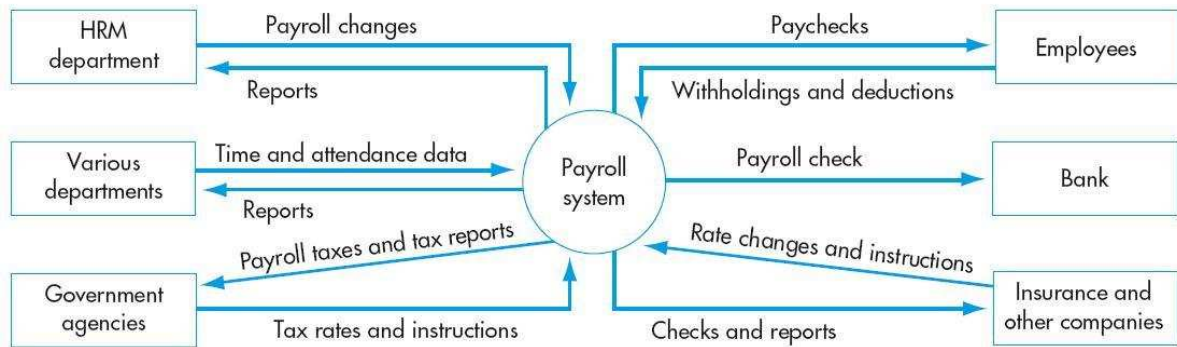 HRM
department
Payroll changes
Reports
Paychecks
Withholdings and deductions
Employees
Various
departments
Time and attendance data
Reports
Payroll
system
Payroll check
Bank
Payroll taxes and tax reports
Government
agencies
Tax rates and instructions
Rate changes and instructions
Checks and reports
Insurance and
other companies